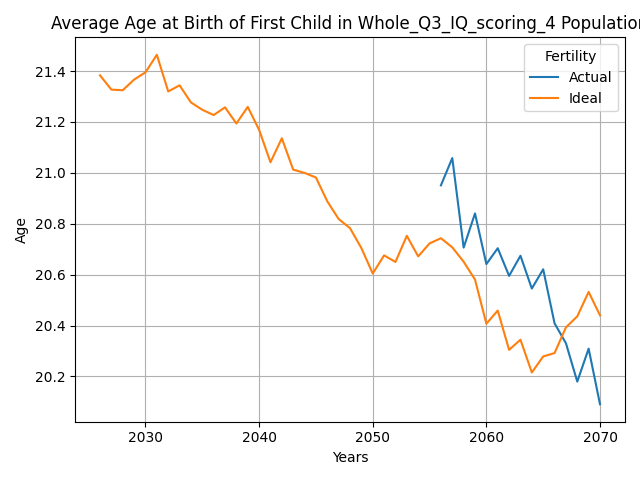 Average Age at Birth of First Child in Whole_Q3_IQ_scoring_4 Population
Fertility
Actual
Ideal
21.4
21.2
21.0
20.8
20.6
20.4
20.2
Age
2030
2040
2050
2060
2070
Years